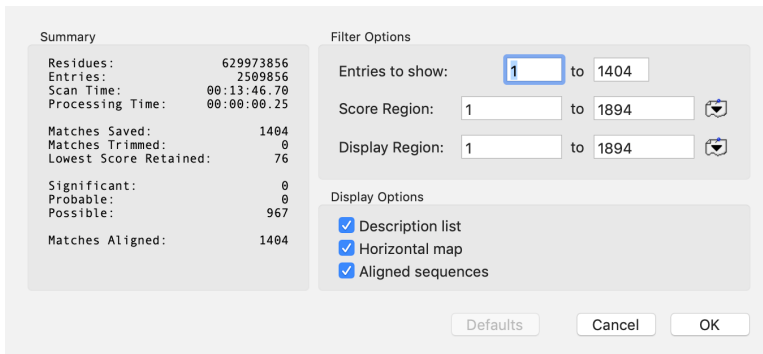 Summary
Residues: 629973856
Entries: 2509856
Scan Time: 00:13:46.70
Processing Time: 00:00:00.25
Matches Saved: 1404
Matches Trimmed: 0
Lowest Score Retained: 76
Significant: 0
Probable: 0
Possible: 967
Matches Aligned: 1404
Filter Options
Entries to show: 1 to 1404
Score Region: 1 to 1894
Display Region: 1 to 1894
Display Options
Description list
Horizontal map
Aligned sequences
Defaults Cancel OK